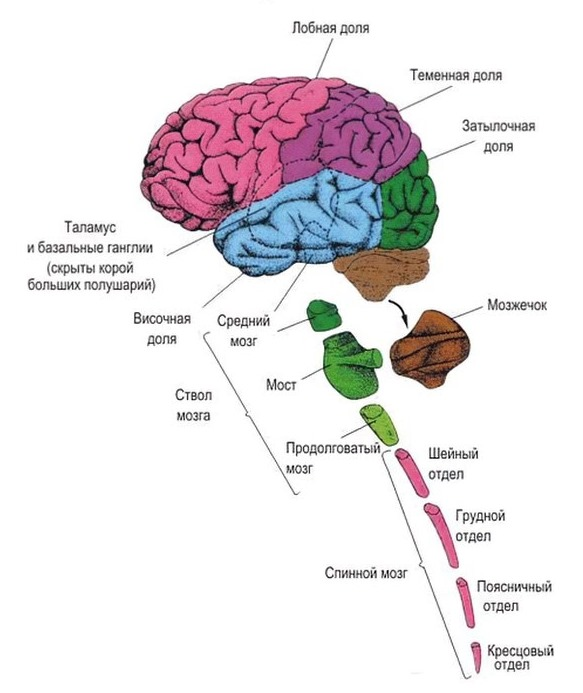 Лобная доля
Теменная доля
Затылочная
доля
Таламус
и базальные ганглии
(скрыты корой
больших полушарий)
Височная
доля
Средний
мозг
Мозжечок
Мост
Ствол
мозга
Продолговатый
мозг
Шейный
отдел
Грудной
отдел
Спинной мозг
Поясничный
отдел
Кресцовый
отдел